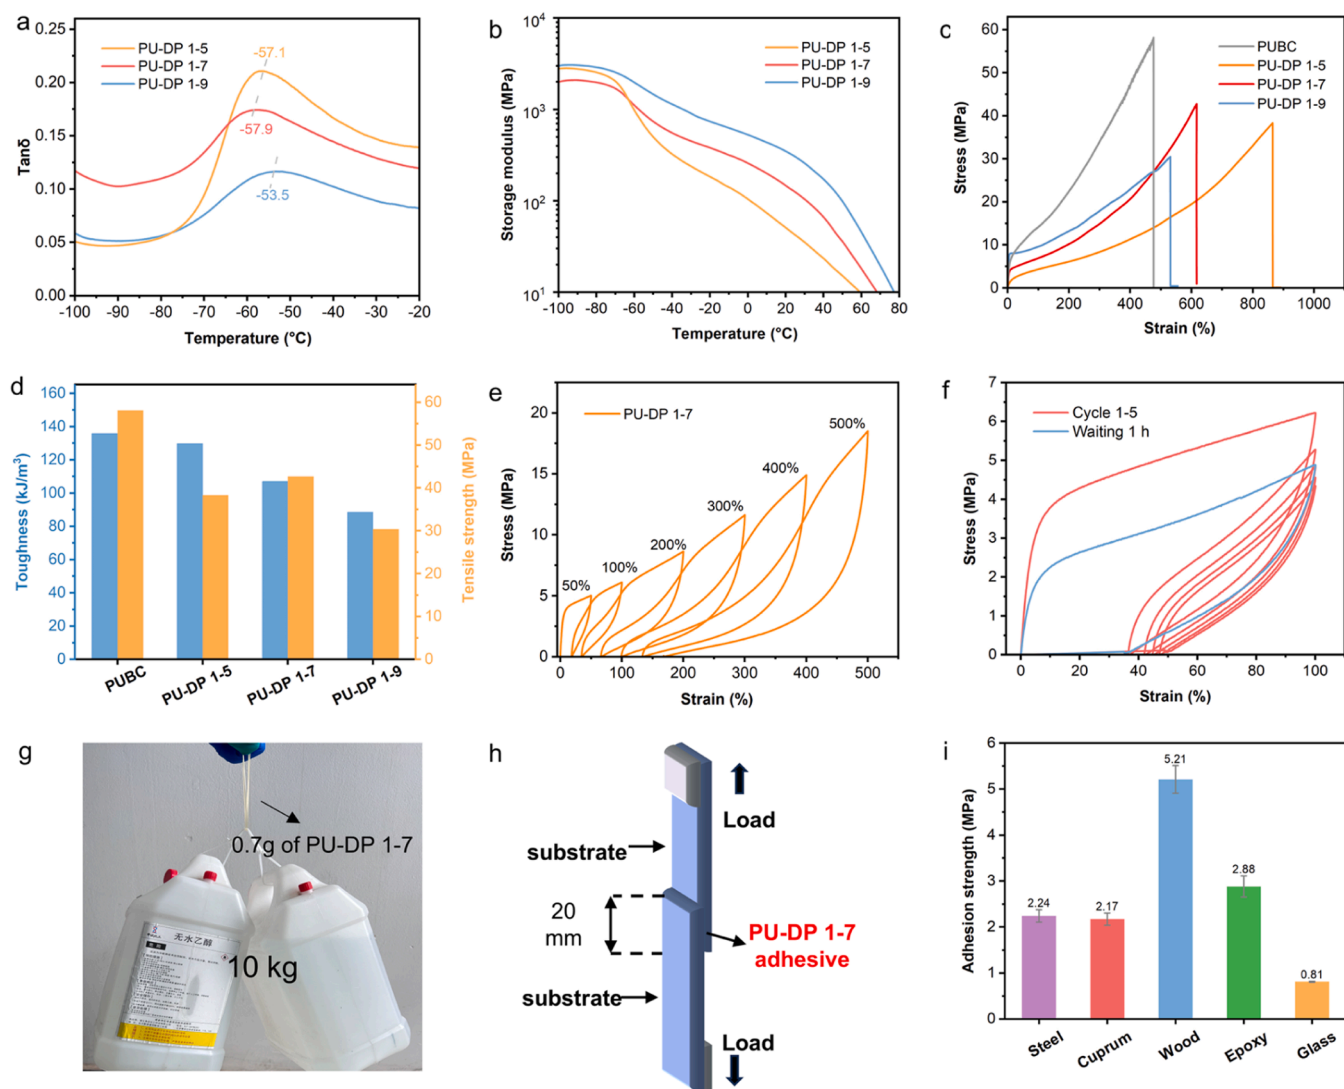 a
0.25
0.20
0.15
0.10
0.05
0.00
Tanδ
PU-DP 1-5
PU-DP 1-7
PU-DP 1-9
-57.1
-57.9
-53.5
-100
-90
-80
-70
-60
-50
-40
-30
-20
Temperature (°C)
b
10⁴
10³
10²
10¹
Storage modulus (MPa)
PU-DP 1-5
PU-DP 1-7
PU-DP 1-9
-100
-80
-60
-40
-20
0
20
40
60
80
Temperature (°C)
c
60
50
40
30
20
10
0
Stress (MPa)
PUBC
PU-DP 1-5
PU-DP 1-7
PU-DP 1-9
0
200
400
600
800
1000
Strain (%)
d
160
140
120
100
80
60
40
20
0
Toughness (kJ/m³)
60
50
40
30
20
10
0
Tensile strength (MPa)
PUBC
PU-DP 1-5
PU-DP 1-7
PU-DP 1-9
e
20
15
10
5
0
Stress (MPa)
PU-DP 1-7
50%
100%
200%
300%
400%
500%
0
100
200
300
400
500
Strain (%)
f
7
6
5
4
3
2
1
0
Stress (MPa)
Cycle 1-5
Waiting 1 h
0
20
40
60
80
100
Strain (%)
g
0.7g of PU-DP 1-7
无水乙醇
10 kg
h
Load
substrate
20
mm
PU-DP 1-7
adhesive
substrate
Load
i
6
5
4
3
2
1
0
Adhesion strength (MPa)
2.24
2.17
5.21
2.88
0.81
Steel
Cuprum
Wood
Epoxy
Glass